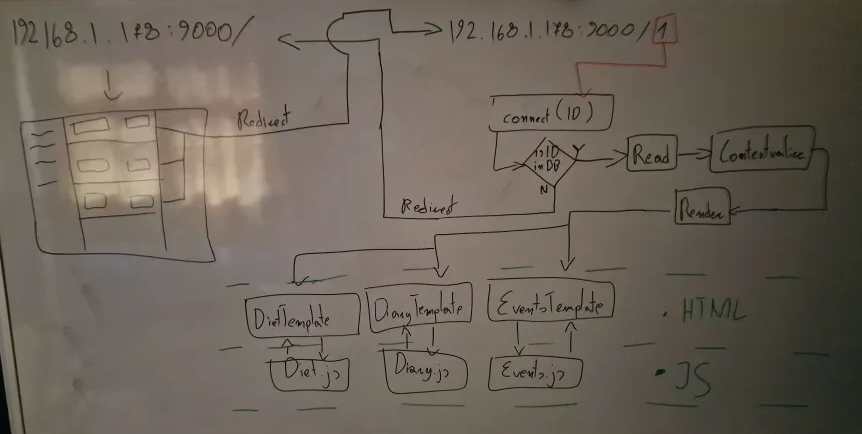 192.168.1.178:9000/
192.168.1.178:9000/1
connect (ID)
is ID
in DB
Y
N
Read
Contextualice
Render
Redirect
Redirect
DietTemplate
DiaryTemplate
EventsTemplate
• HTML
Diet.js
Diary.js
Events.js
• JS